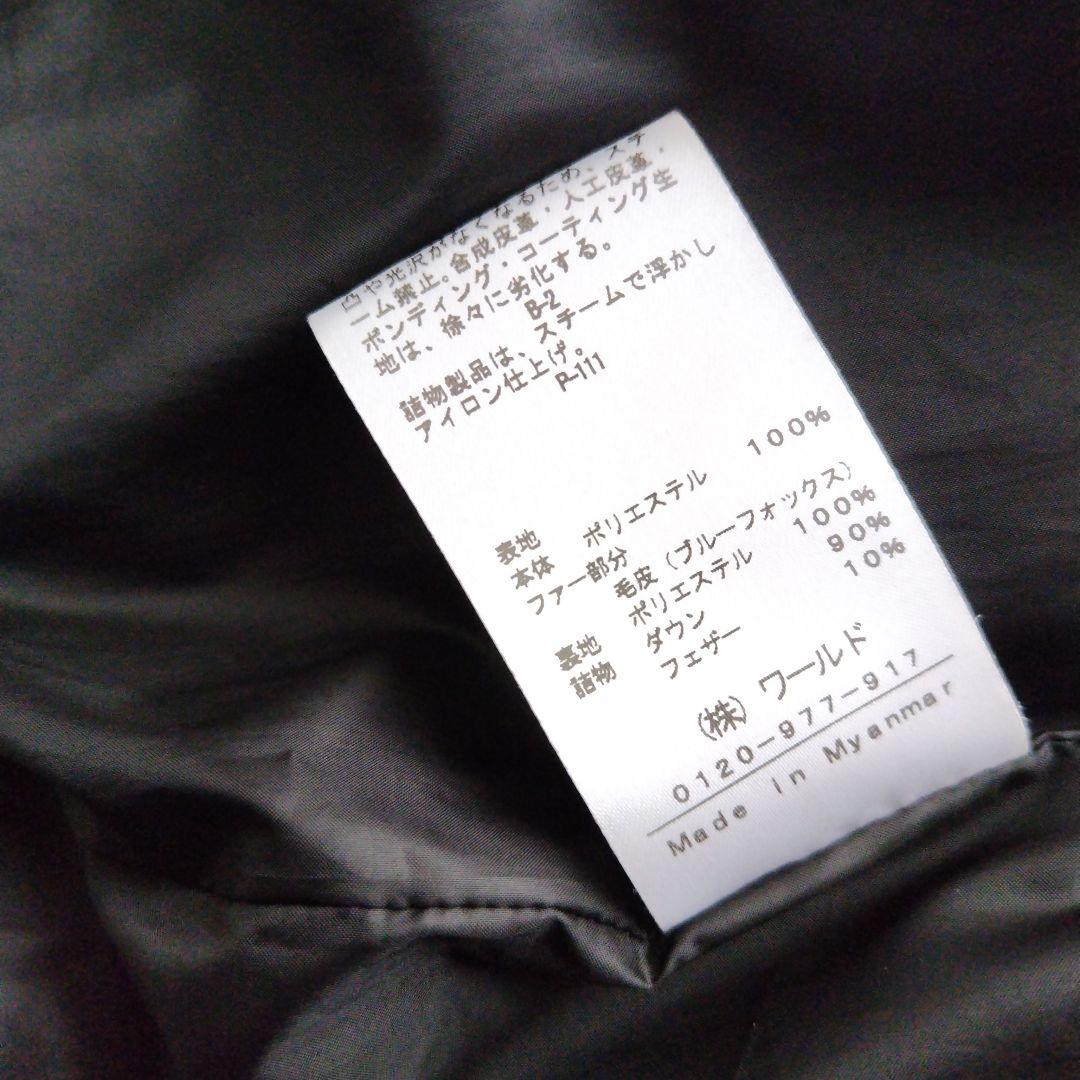 凸や光沢がなくなるため、スチ
ーム禁止。合成皮革・人工皮革・
ボンディング・コーティング生
地は、徐々に劣化する。
B-2
詰物製品は、スチームで浮かし
アイロン仕上げ。
P-111
表地
本体 ポリエステル 100%
ファー部分
毛皮(ブルーフォックス)
裏地 ポリエステル 100%
詰物 ダウン 90%
フェザー 10%
(株)ワールド
0120-977-917
Made in Myanmar